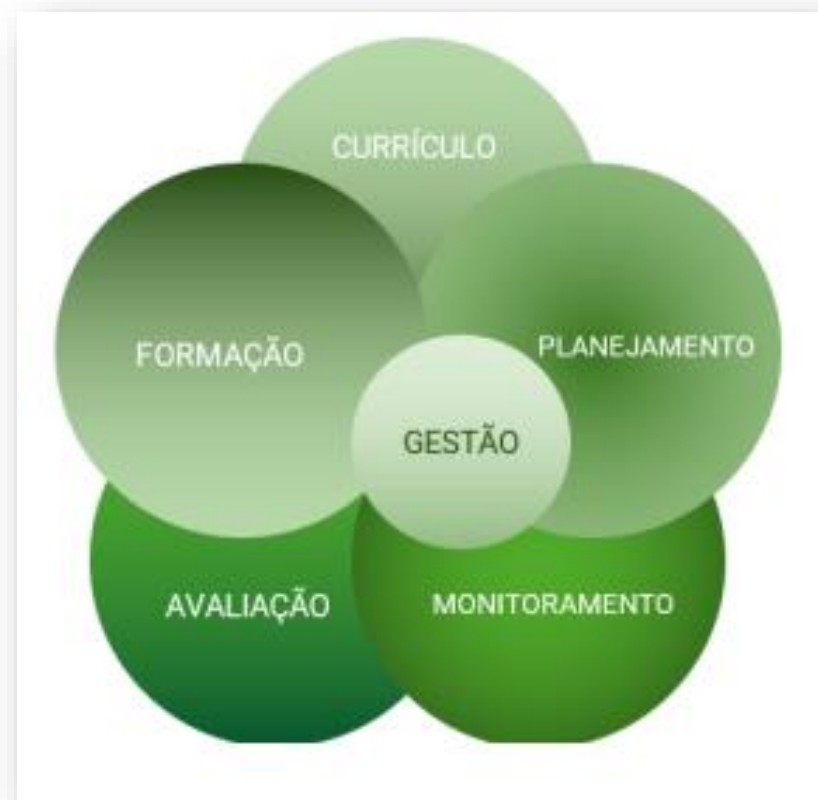 CURRÍCULO
FORMAÇÃO
PLANEJAMENTO
GESTÃO
AVALIAÇÃO
MONITORAMENTO